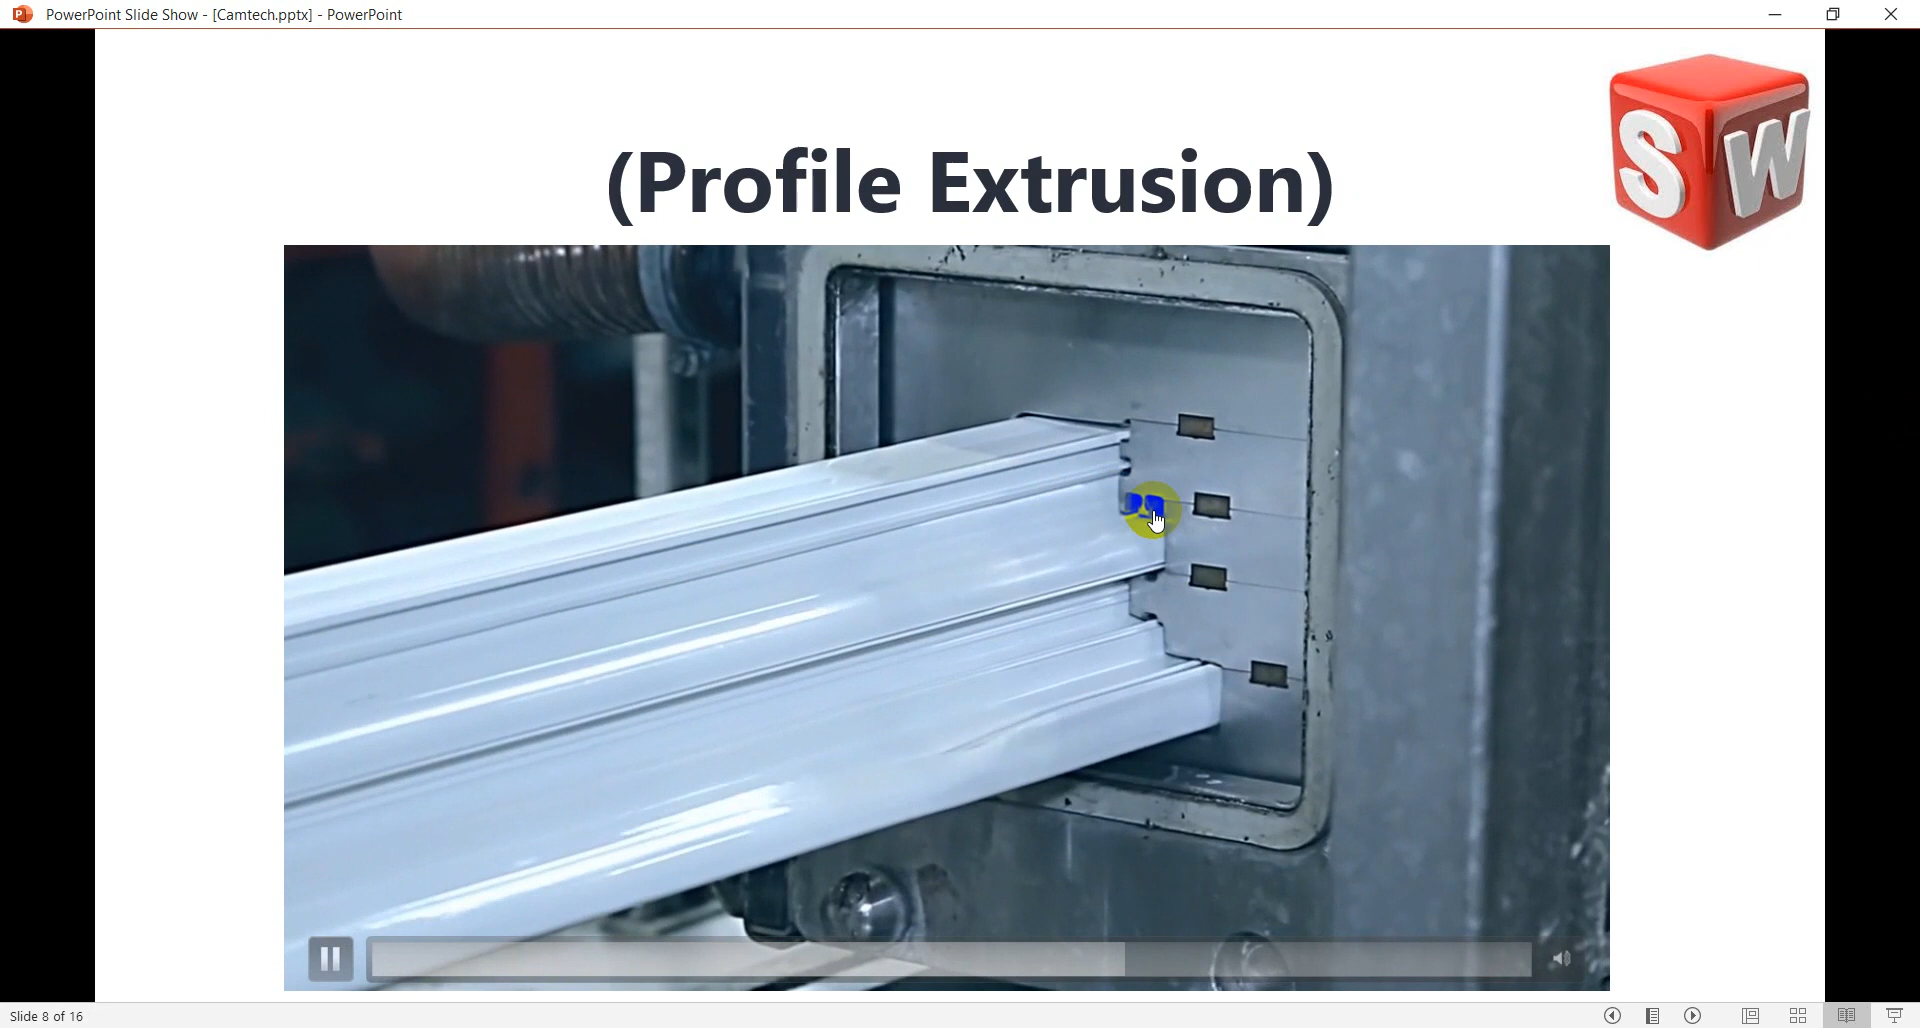 PowerPoint Slide Show - [Camtech.pptx] - PowerPoint
SW
(Profile Extrusion)
Slide 8 of 16